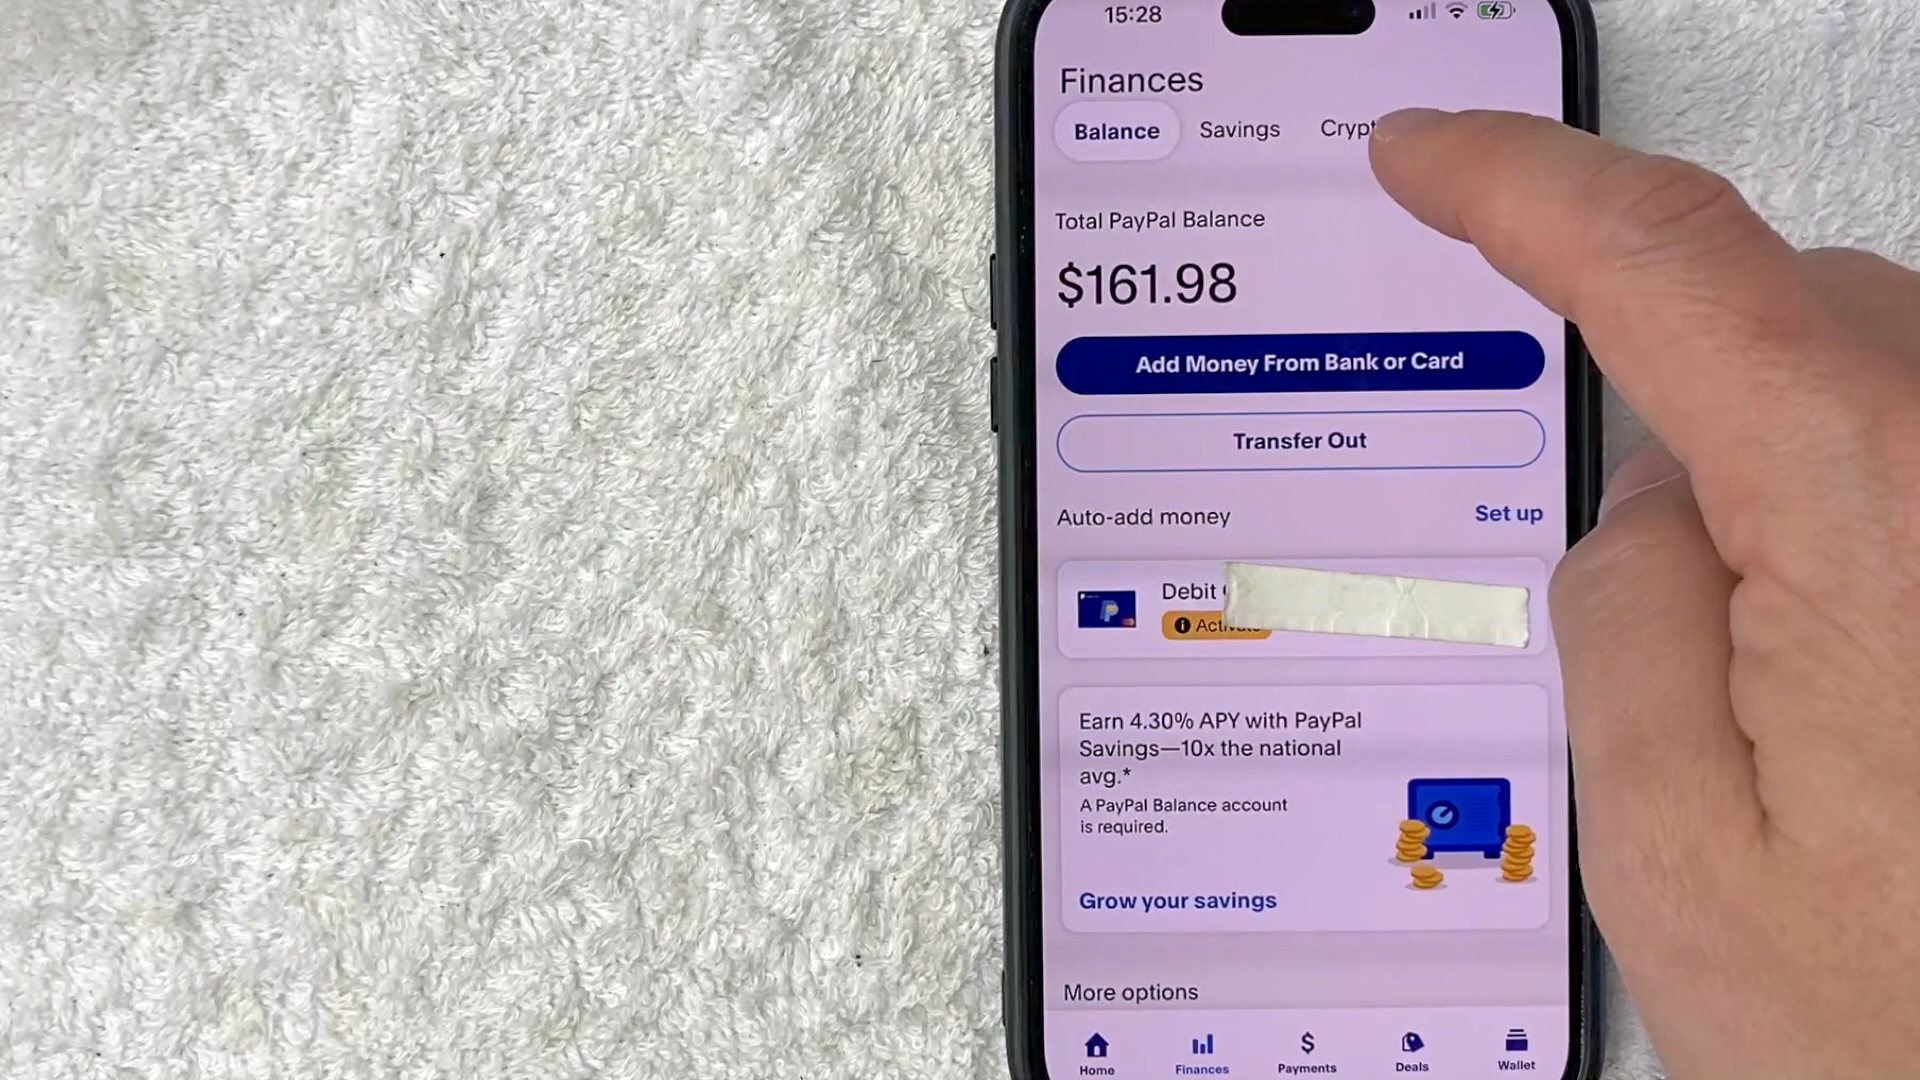 15:28
Finances
Balance Savings
Total PayPal Balance
$161.98
Add Money From Bank or Card
Transfer Out
Auto-add money Set up
Debit
Earn 4.30% APY with PayPal
Savings—10x the national
avg.*
A PayPal Balance account
is required.
Grow your savings
More options
Home Finances Payments Deals Wallet